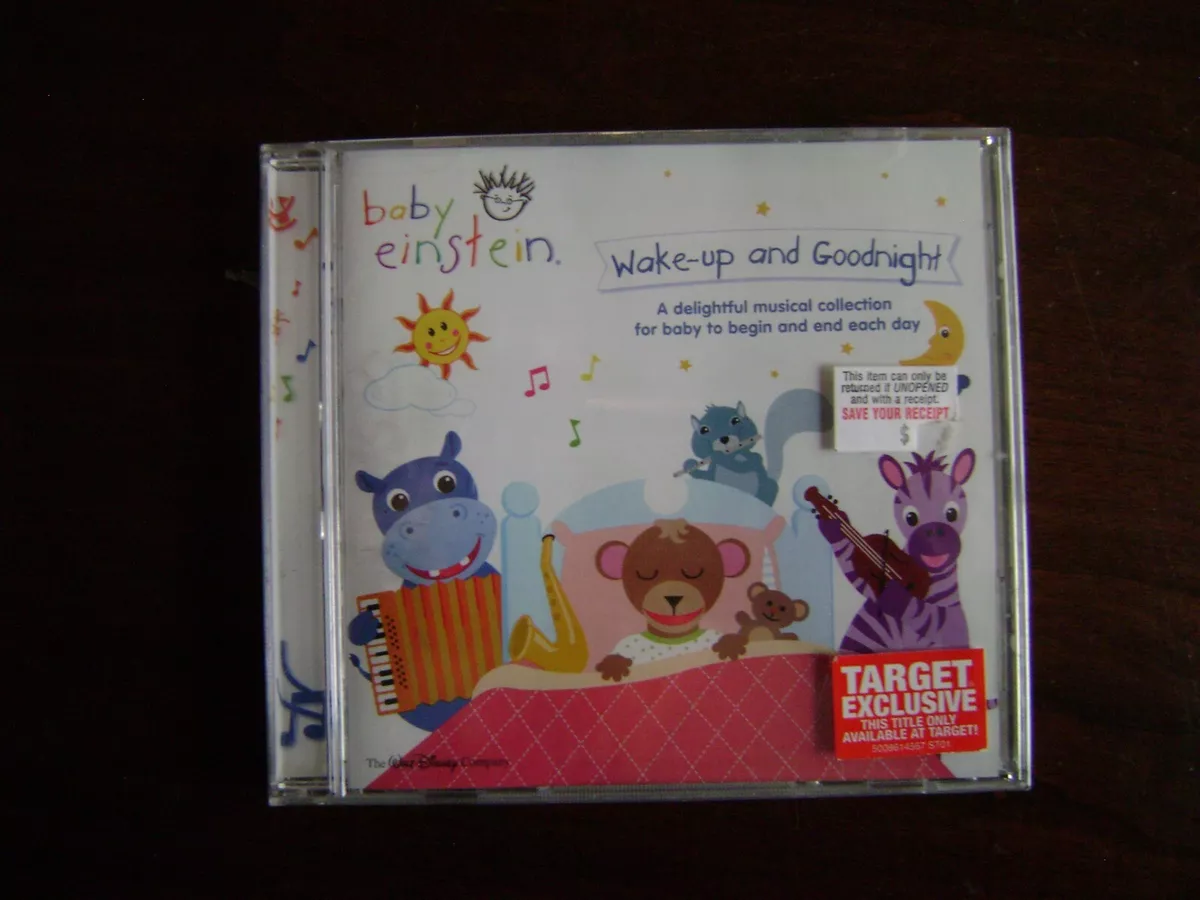 baby
einstein.
Wake-up and Goodnight
A delightful musical collection
for baby to begin and end each day
This item can only be
returned if UNOPENED
and with a receipt.
SAVE YOUR RECEIPT
$
TARGET
EXCLUSIVE
THIS TITLE ONLY
AVAILABLE AT TARGET!
The Walt Disney Company